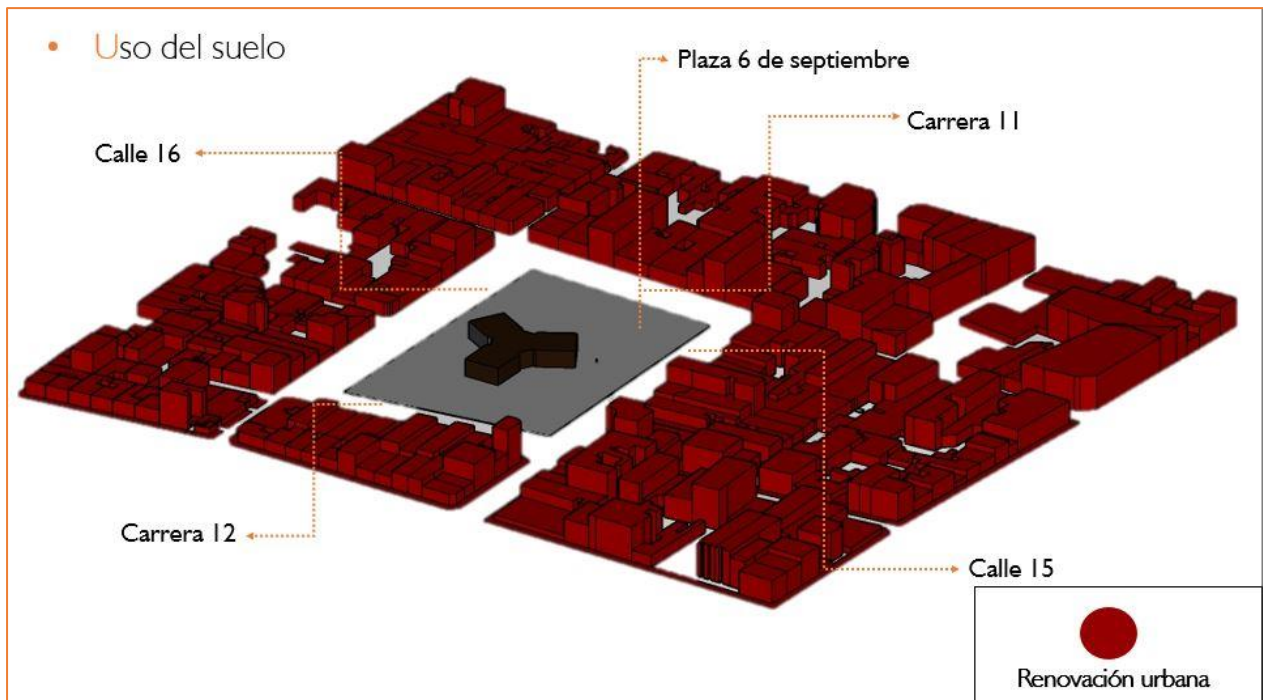 • Uso del suelo
Plaza 6 de septiembre
Carrera 11
Calle 16
Carrera 12
Calle 15
Renovación urbana